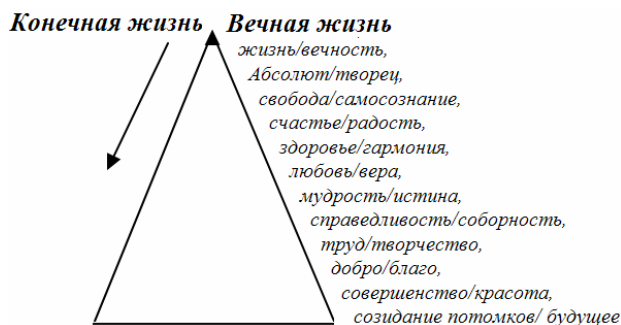 Конечная жизнь Вечная жизнь
жизнь/вечность,
Абсолют/творец,
свобода/самосознание,
счастье/радость,
здоровье/гармония,
любовь/вера,
мудрость/истина,
справедливость/соборность,
труд/творчество,
добро/благо,
совершенство/красота,
созидание потомков/ будущее